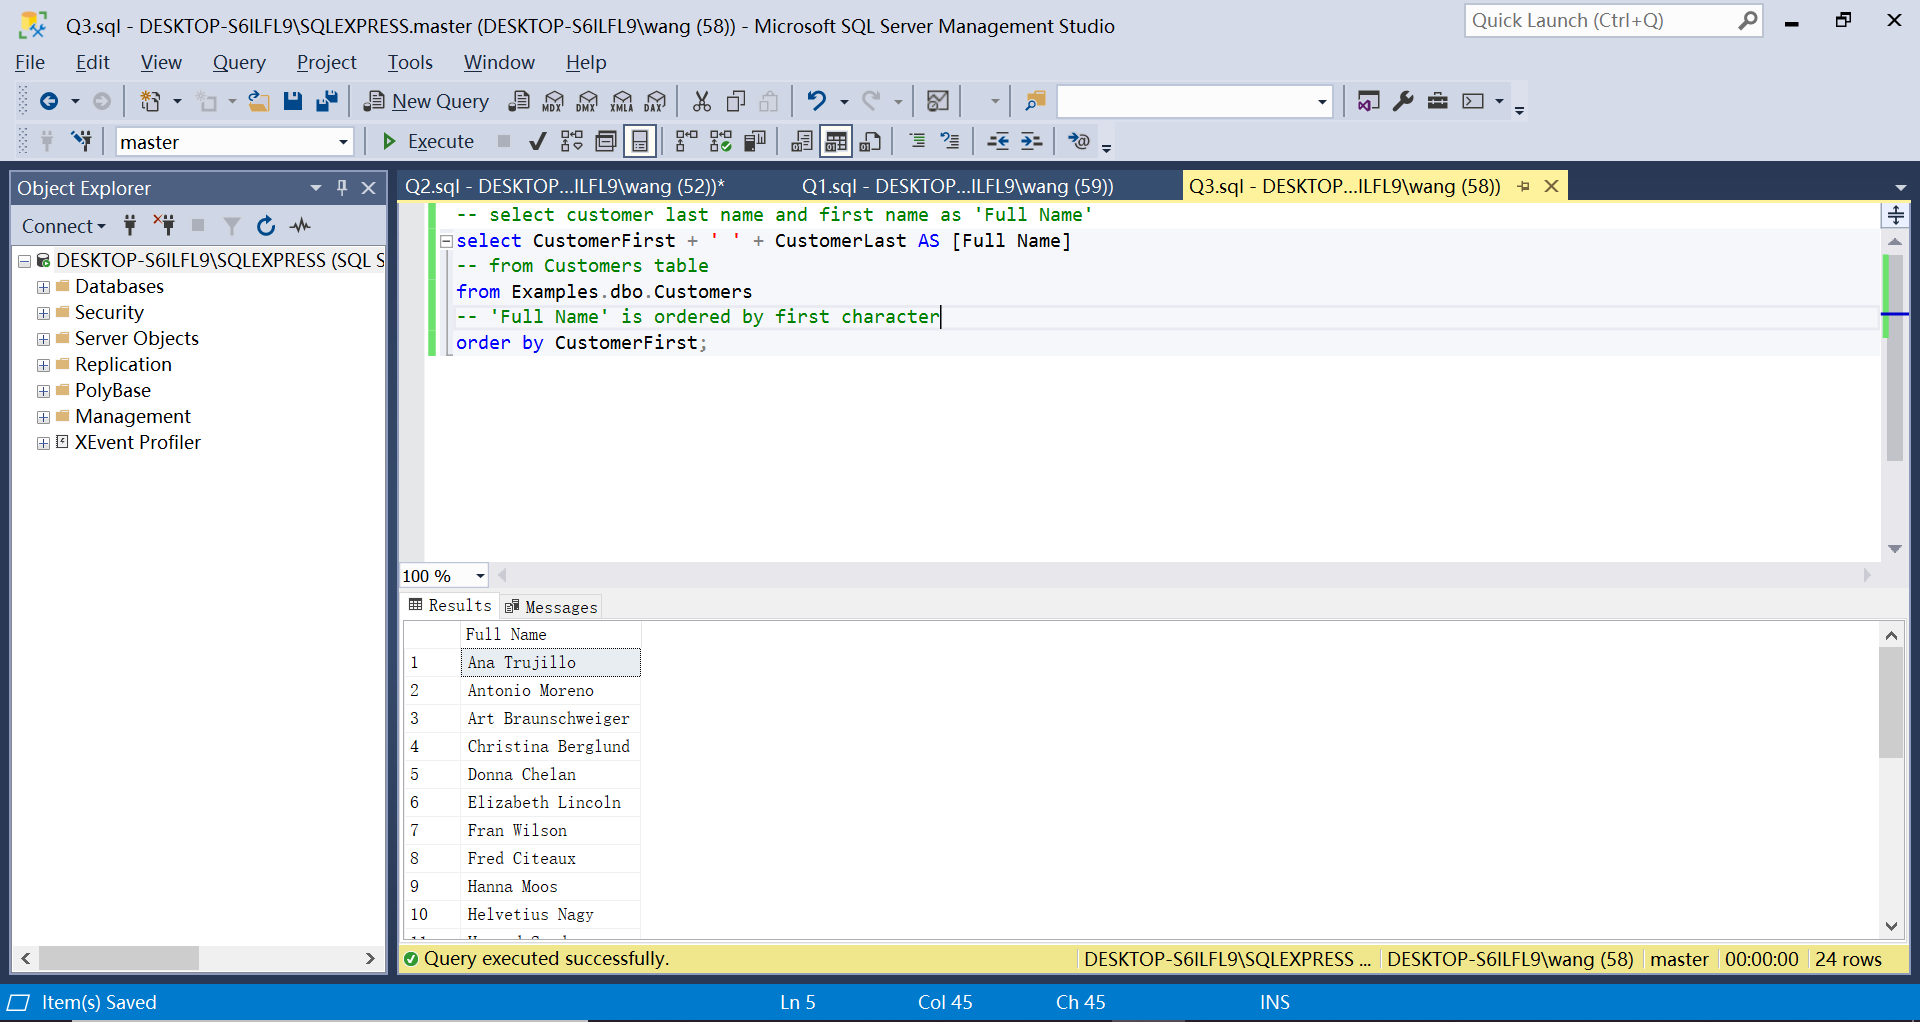 Q3.sql - DESKTOP-S6ILFL9\SQLEXPRESS.master (DESKTOP-S6ILFL9\wang (58)) - Microsoft SQL Server Management Studio
Quick Launch (Ctrl+Q)
File Edit View Query Project Tools Window Help
New Query MDX DMX XMLA DAX
master Execute
Object Explorer
Connect
DESKTOP-S6ILFL9\SQLEXPRESS (SQL S
Databases
Security
Server Objects
Replication
PolyBase
Management
XEvent Profiler
Q2.sql - DESKTOP...ILFL9\wang (52))* Q1.sql - DESKTOP...ILFL9\wang (59)) Q3.sql - DESKTOP...ILFL9\wang (58))
-- select customer last name and first name as 'Full Name'
select CustomerFirst + ' ' + CustomerLast AS [Full Name]
-- from Customers table
from Examples.dbo.Customers
-- 'Full Name' is ordered by first character
order by CustomerFirst;
100 %
Results Messages
Full Name
1 Ana Trujillo
2 Antonio Moreno
3 Art Braunschweiger
4 Christina Berglund
5 Donna Chelan
6 Elizabeth Lincoln
7 Fran Wilson
8 Fred Citeaux
9 Hanna Moos
10 Helvetius Nagy
Query executed successfully. DESKTOP-S6ILFL9\SQLEXPRESS ... DESKTOP-S6ILFL9\wang (58) master 00:00:00 24 rows
Item(s) Saved Ln 5 Col 45 Ch 45 INS